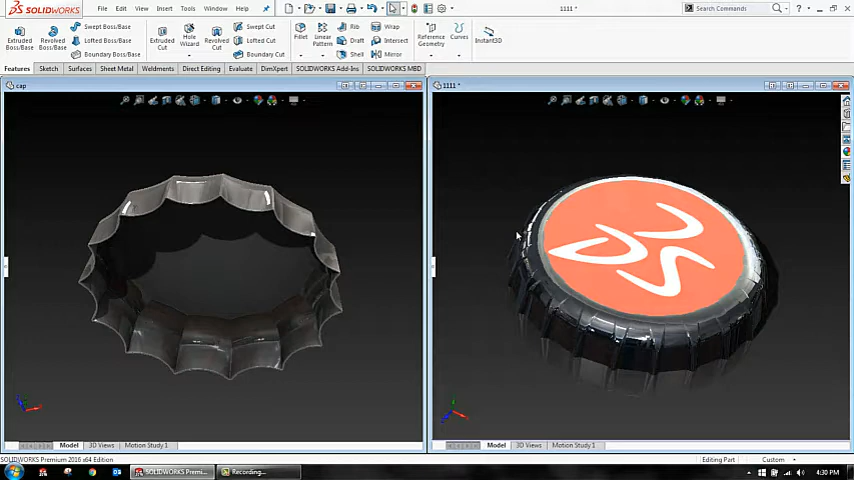 SOLIDWORKS File Edit View Insert Tools Window Help 1111 * Search Commands
Extruded Boss/Base Revolved Boss/Base Swept Boss/Base Lofted Boss/Base Boundary Boss/Base Extruded Cut Hole Wizard Revolved Cut Swept Cut Lofted Cut Boundary Cut Fillet Linear Pattern Rib Draft Shell Wrap Intersect Mirror Reference Geometry Curves Instant3D
Features Sketch Surfaces Sheet Metal Weldments Direct Editing Evaluate DimXpert SOLIDWORKS Add-Ins SOLIDWORKS MBD
cap 1111 *
Model 3D Views Motion Study 1 Model 3D Views Motion Study 1
SOLIDWORKS Premium 2016 x64 Edition Editing Part Custom
SOLIDWORKS Premi... Recording... 4:30 PM